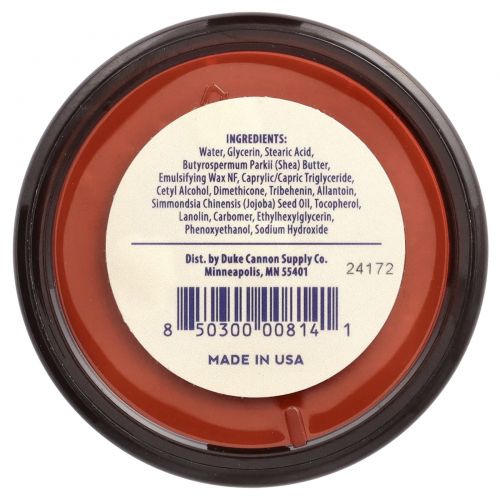 INGREDIENTS:
Water, Glycerin, Stearic Acid,
Butyrospermum Parkii (Shea) Butter,
Emulsifying Wax NF, Caprylic/Capric Triglyceride,
Cetyl Alcohol, Dimethicone, Tribehenin, Allantoin,
Simmondsia Chinensis (Jojoba) Seed Oil, Tocopherol,
Lanolin, Carbomer, Ethylhexylglycerin,
Phenoxyethanol, Sodium Hydroxide
Dist. by Duke Cannon Supply Co.
Minneapolis, MN 55401
24172
8 50300 00814 1
MADE IN USA